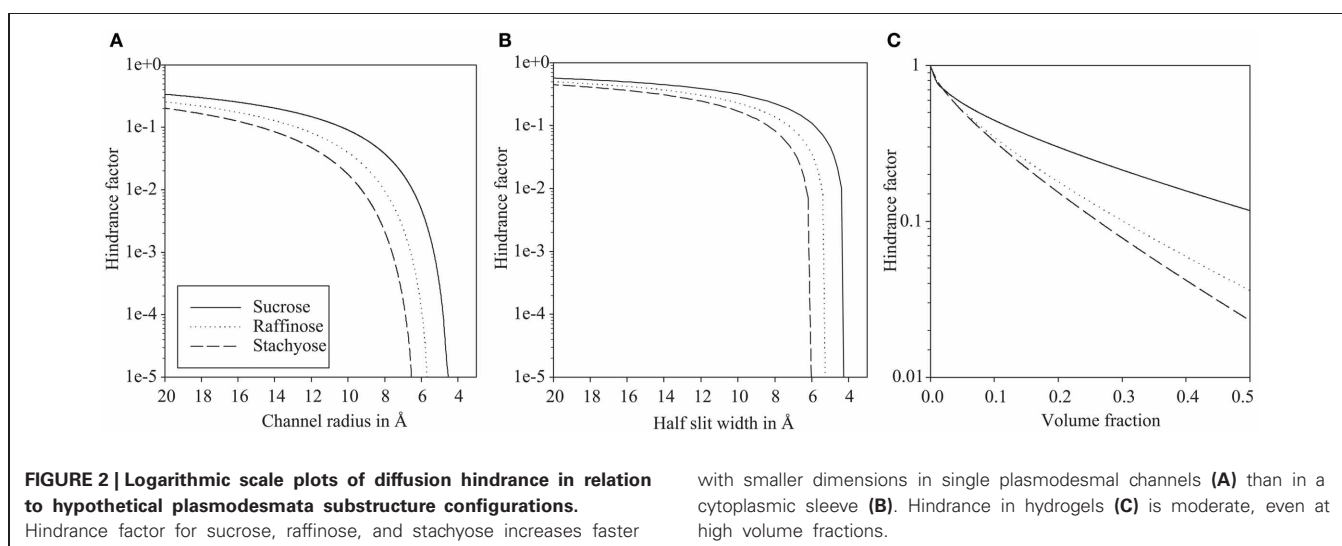 A
1e+0
1e-1
1e-2
1e-3
1e-4
1e-5
Hindrance factor
Sucrose
Raffinose
Stachyose
20 18 16 14 12 10 8 6 4
Channel radius in Å
B
1e+0
1e-1
1e-2
1e-3
1e-4
1e-5
Hindrance factor
20 18 16 14 12 10 8 6 4
Half slit width in Å
C
1
0.1
0.01
Hindrance factor
0.0 0.1 0.2 0.3 0.4 0.5
Volume fraction
FIGURE 2 | Logarithmic scale plots of diffusion hindrance in relation
to hypothetical plasmodesmata substructure configurations.
Hindrance factor for sucrose, raffinose, and stachyose increases faster
with smaller dimensions in single plasmodesmal channels (A) than in a
cytoplasmic sleeve (B). Hindrance in hydrogels (C) is moderate, even at
high volume fractions.